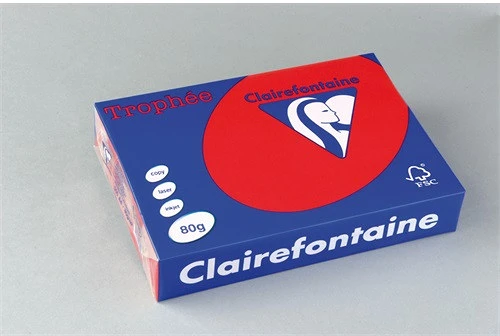 Trophée
Clairefontaine
copy
laser
inkjet
80g
FSC
Clairefontaine